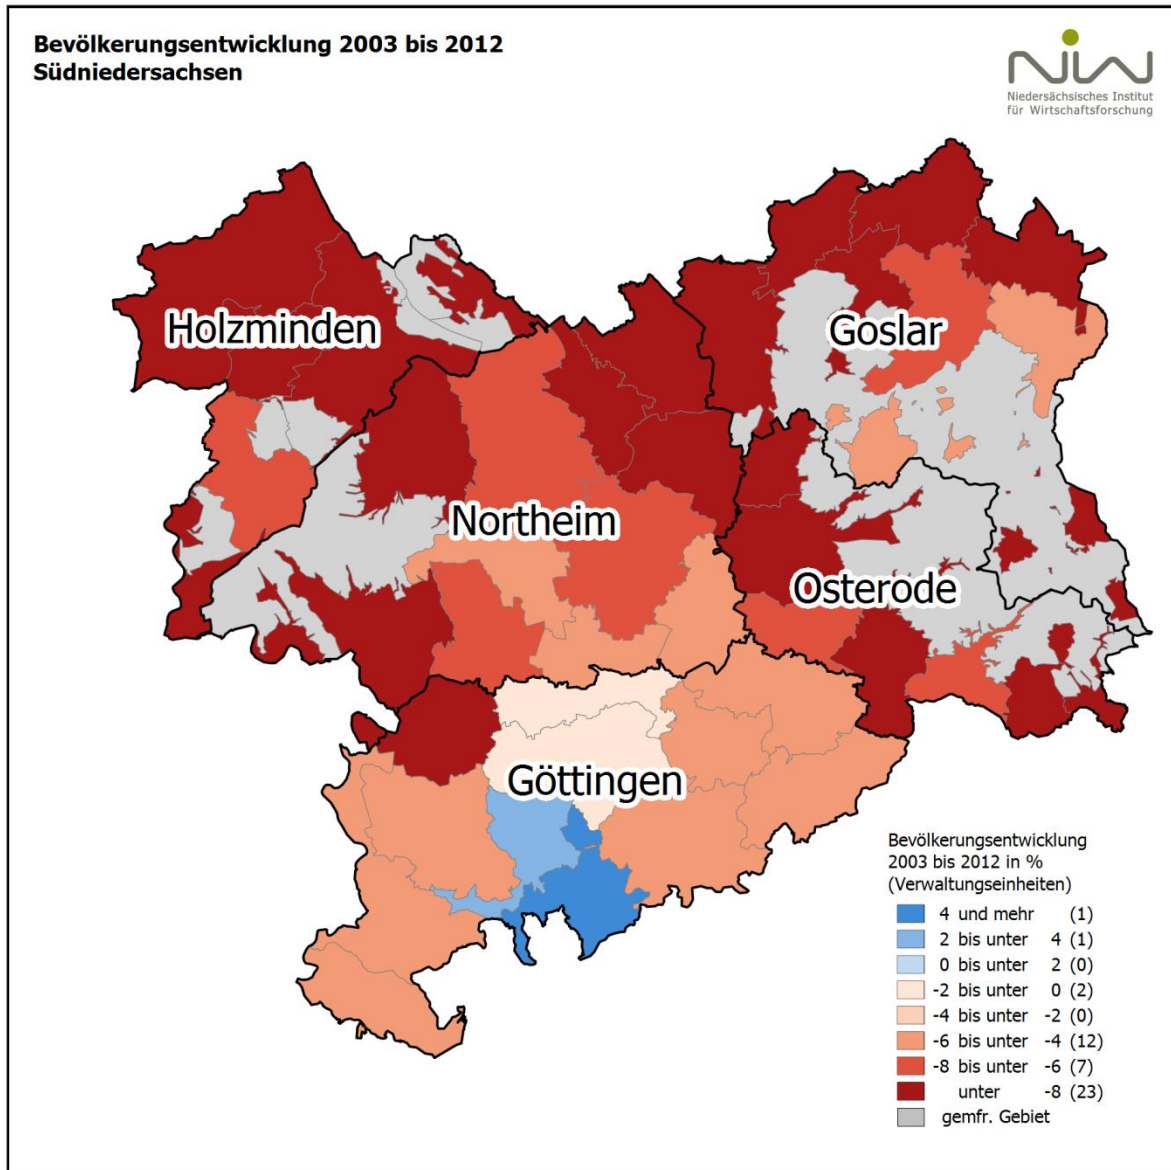 Bevölkerungsentwicklung 2003 bis 2012
Südniedersachsen
NIW
Niedersächsisches Institut
für Wirtschaftsforschung
Holzminden
Goslar
Northeim
Osterode
Göttingen
Bevölkerungsentwicklung
2003 bis 2012 in %
(Verwaltungseinheiten)
4 und mehr (1)
2 bis unter 4 (1)
0 bis unter 2 (0)
-2 bis unter 0 (2)
-4 bis unter -2 (0)
-6 bis unter -4 (12)
-8 bis unter -6 (7)
unter -8 (23)
gemfr. Gebiet